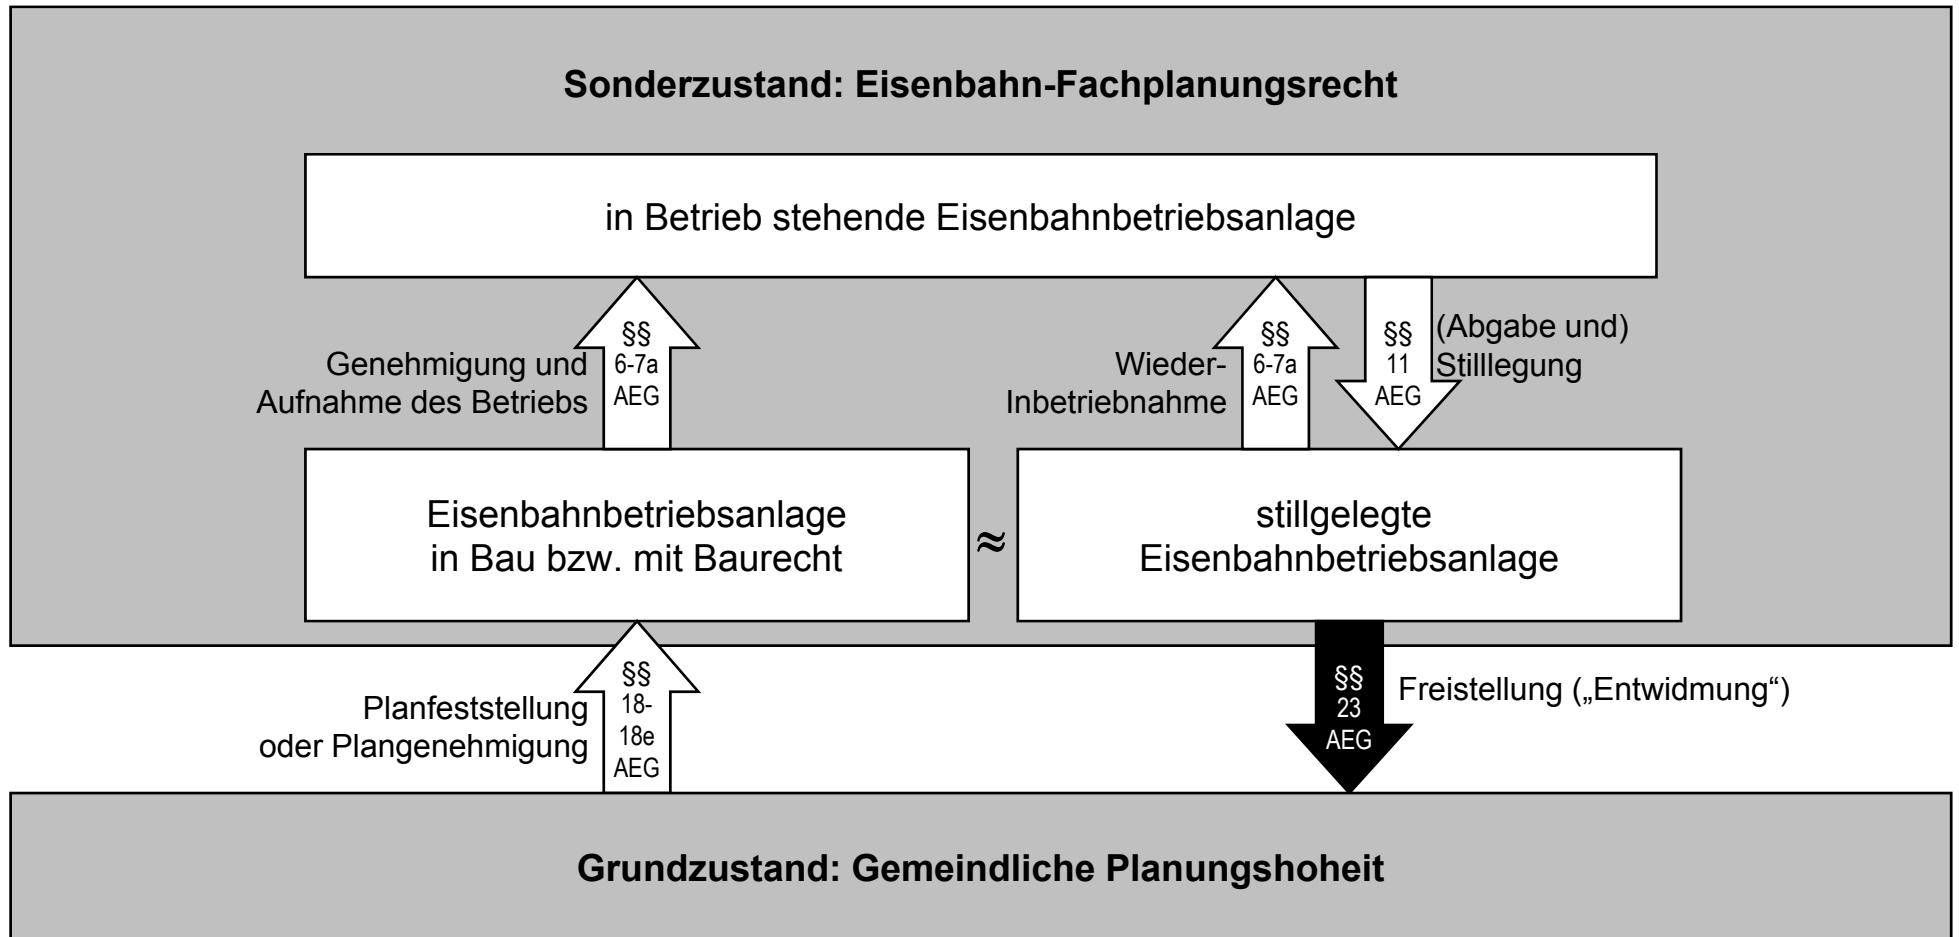 Sonderzustand: Eisenbahn-Fachplanungsrecht
in Betrieb stehende Eisenbahnbetriebsanlage
Genehmigung und
Aufnahme des Betriebs
§§
6-7a
AEG
Wieder-
Inbetriebnahme
§§
6-7a
AEG
§§
11
AEG
(Abgabe und)
Stilllegung
Eisenbahnbetriebsanlage
in Bau bzw. mit Baurecht
≈
stillgelegte
Eisenbahnbetriebsanlage
Planfeststellung
oder Plangenehmigung
§§
18-
18e
AEG
§§
23
AEG
Freistellung („Entwidmung“)
Grundzustand: Gemeindliche Planungshoheit